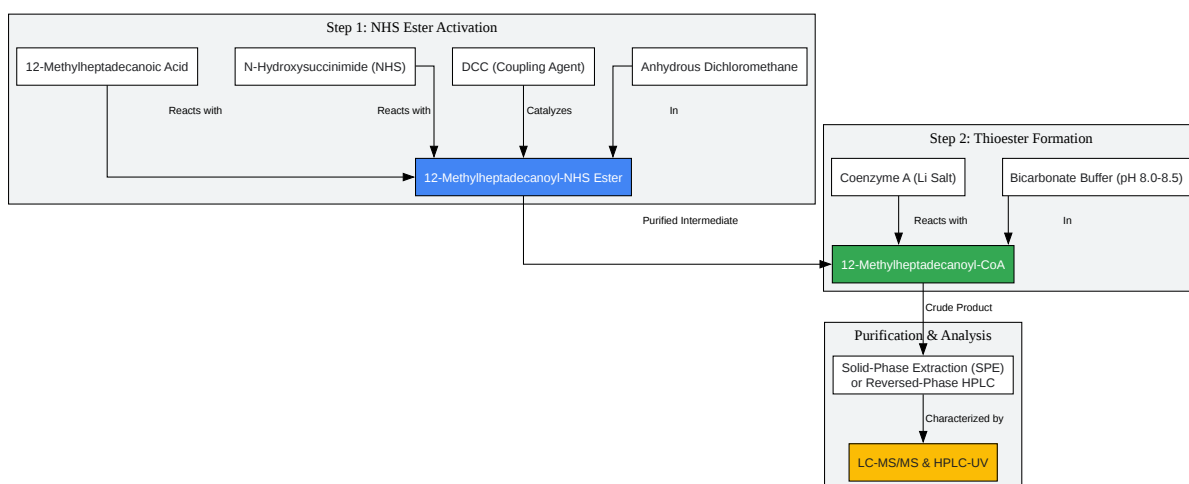 Step 1: NHS Ester Activation
12-Methylheptadecanoic Acid
N-Hydroxysuccinimide (NHS)
DCC (Coupling Agent)
Anhydrous Dichloromethane
Reacts with
Reacts with
Catalyzes
In
12-Methylheptadecanoyl-NHS Ester
Purified Intermediate
Step 2: Thioester Formation
Coenzyme A (Li Salt)
Bicarbonate Buffer (pH 8.0-8.5)
Reacts with
In
12-Methylheptadecanoyl-CoA
Crude Product
Purification & Analysis
Solid-Phase Extraction (SPE)
or Reversed-Phase HPLC
Characterized by
LC-MS/MS & HPLC-UV